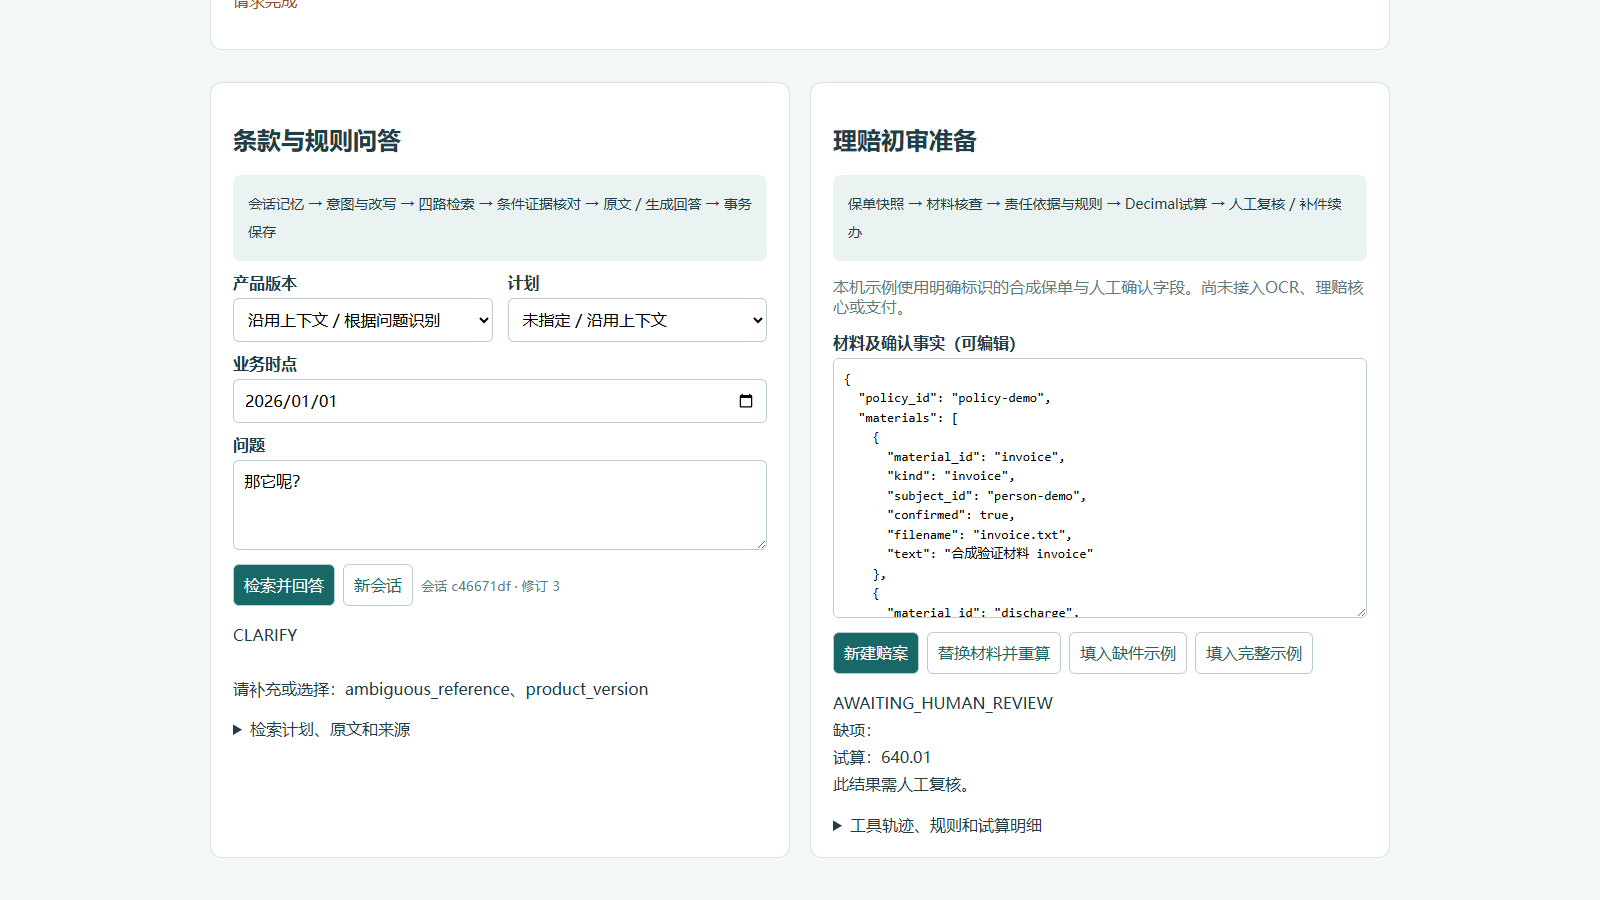 请求完成
条款与规则问答
会话记忆 → 意图与改写 → 四路检索 → 条件证据核对 → 原文 / 生成回答 → 事务
保存
产品版本
计划
沿用上下文 / 根据问题识别
未指定 / 沿用上下文
业务时点
2026/01/01
问题
那它呢？
检索并回答
新会话
会话 c46671df · 修订 3
CLARIFY
请补充或选择：ambiguous_reference、product_version
▶ 检索计划、原文和来源
理赔初审准备
保单快照 → 材料核查 → 责任依据与规则 → Decimal试算 → 人工复核 / 补件续
办
本机示例使用明确标识的合成保单与人工确认字段。尚未接入OCR、理赔核
心或支付。
材料及确认事实（可编辑）
{
"policy_id": "policy-demo",
"materials": [
{
"material_id": "invoice",
"kind": "invoice",
"subject_id": "person-demo",
"confirmed": true,
"filename": "invoice.txt",
"text": "合成验证材料 invoice"
},
{
"material_id": "discharge",
新建赔案
替换材料并重算
填入缺件示例
填入完整示例
AWAITING_HUMAN_REVIEW
缺项：
试算：640.01
此结果需人工复核。
▶ 工具轨迹、规则和试算明细